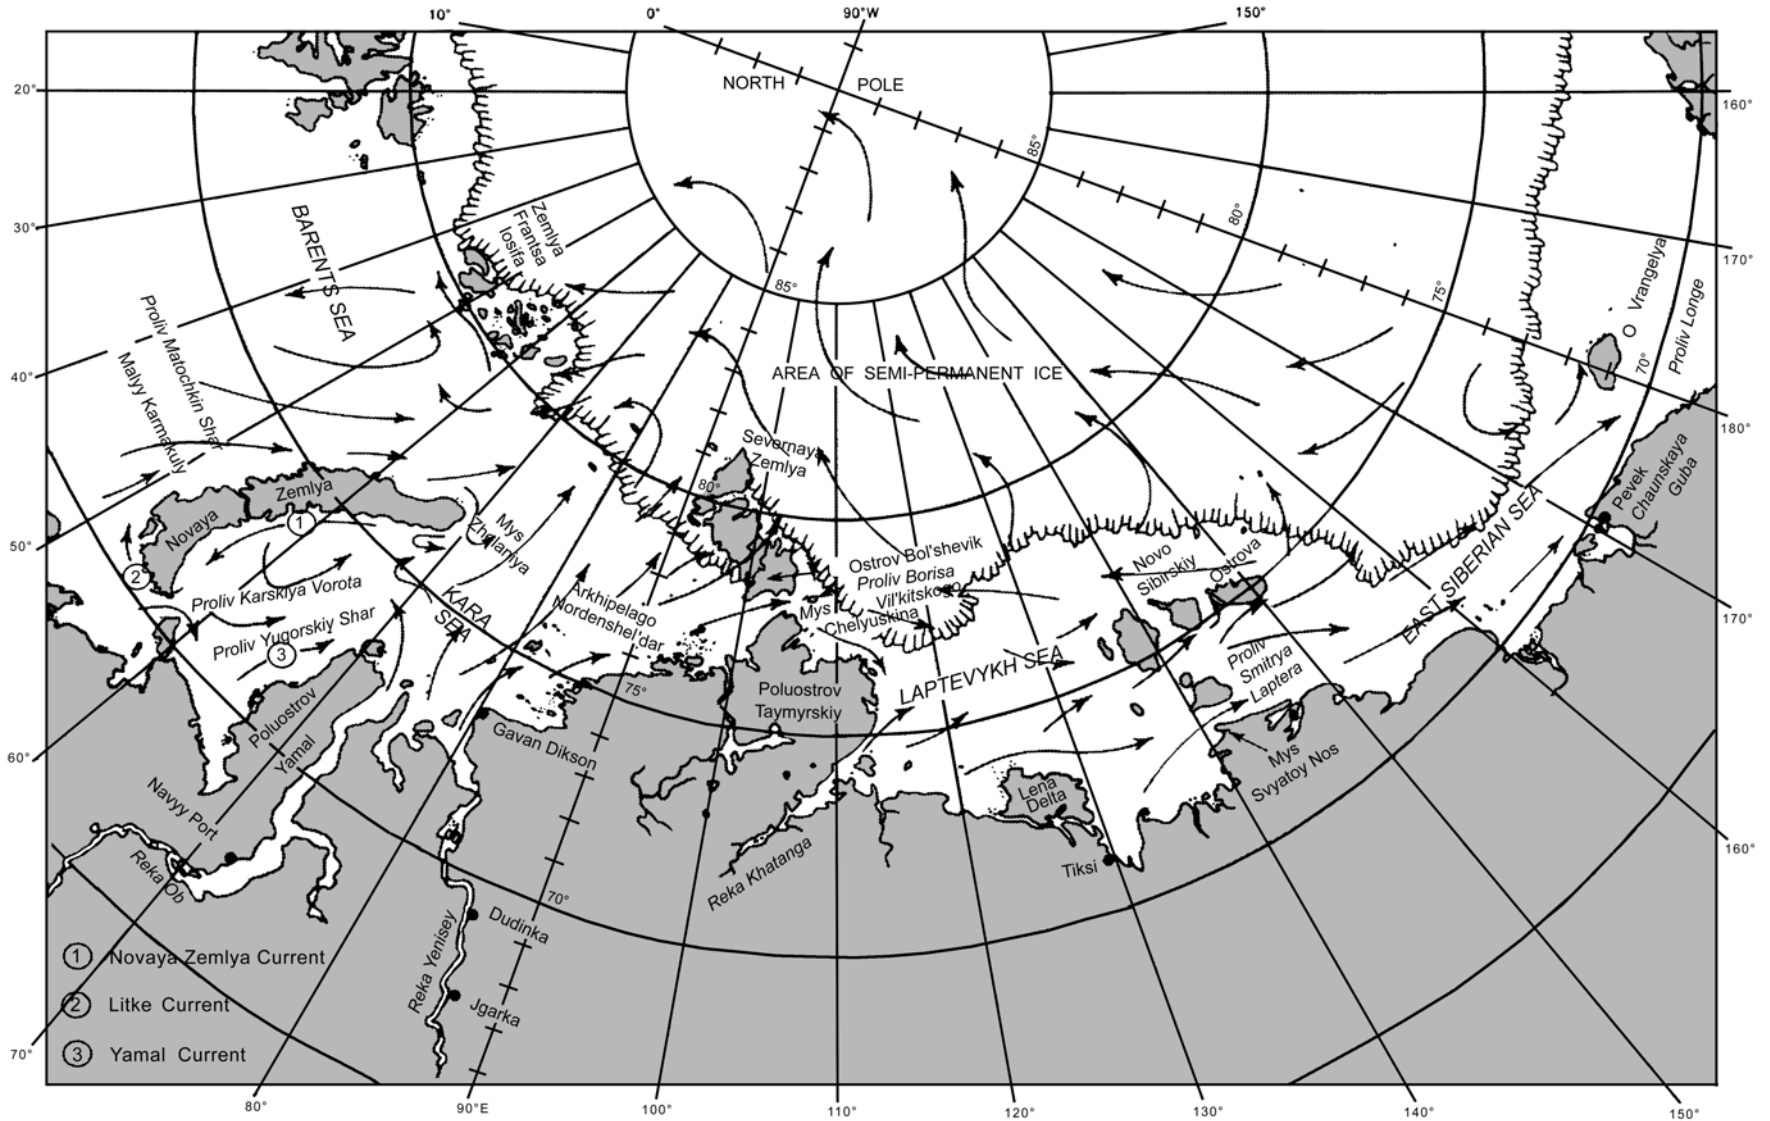 10°
0°
90°W
150°
20°
NORTH POLE
160°
85°
80°
30°
BARENTS SEA
Zemlya
Frantsa
Iosifa
75°
Vrangelya
170°
85°
Proliv Longe
Proliv Matochkin Shar
Malyy Karmakuly
40°
AREA OF SEMI-PERMANENT ICE
70°
180°
Severnaya
Zemlya
80°
Pevek
Chaunskaya
Guba
Novaya
Zemlya
1
Mys
Zhelaniya
50°
2
Ostrov Bol'shevik
Proliv Borisa
Vil'kitskogo
Mys
Chelyuskina
Novo
Sibirskiy
Ostrova
EAST SIBERIAN SEA
Proliv Karskiya Vorota
KARA
SEA
Arkhipelago
Nordenshel'dar
170°
Proliv Yugorskiy Shar
3
LAPTEVYKH SEA
Proliv
Smitrya
Laptera
75°
Poluostrov
Taymyrskiy
Poluostrov
Yamal
Gavan Dikson
60°
Mys
Svyatoy Nos
Navyy Port
Lena
Delta
160°
Reka Ob
Reka Khatanga
Tiksi
70°
Reka Yenisey
Dudinka
1 Novaya Zemlya Current
2 Litke Current
Jgarka
3 Yamal Current
70°
80°
90°E
100°
110°
120°
130°
140°
150°